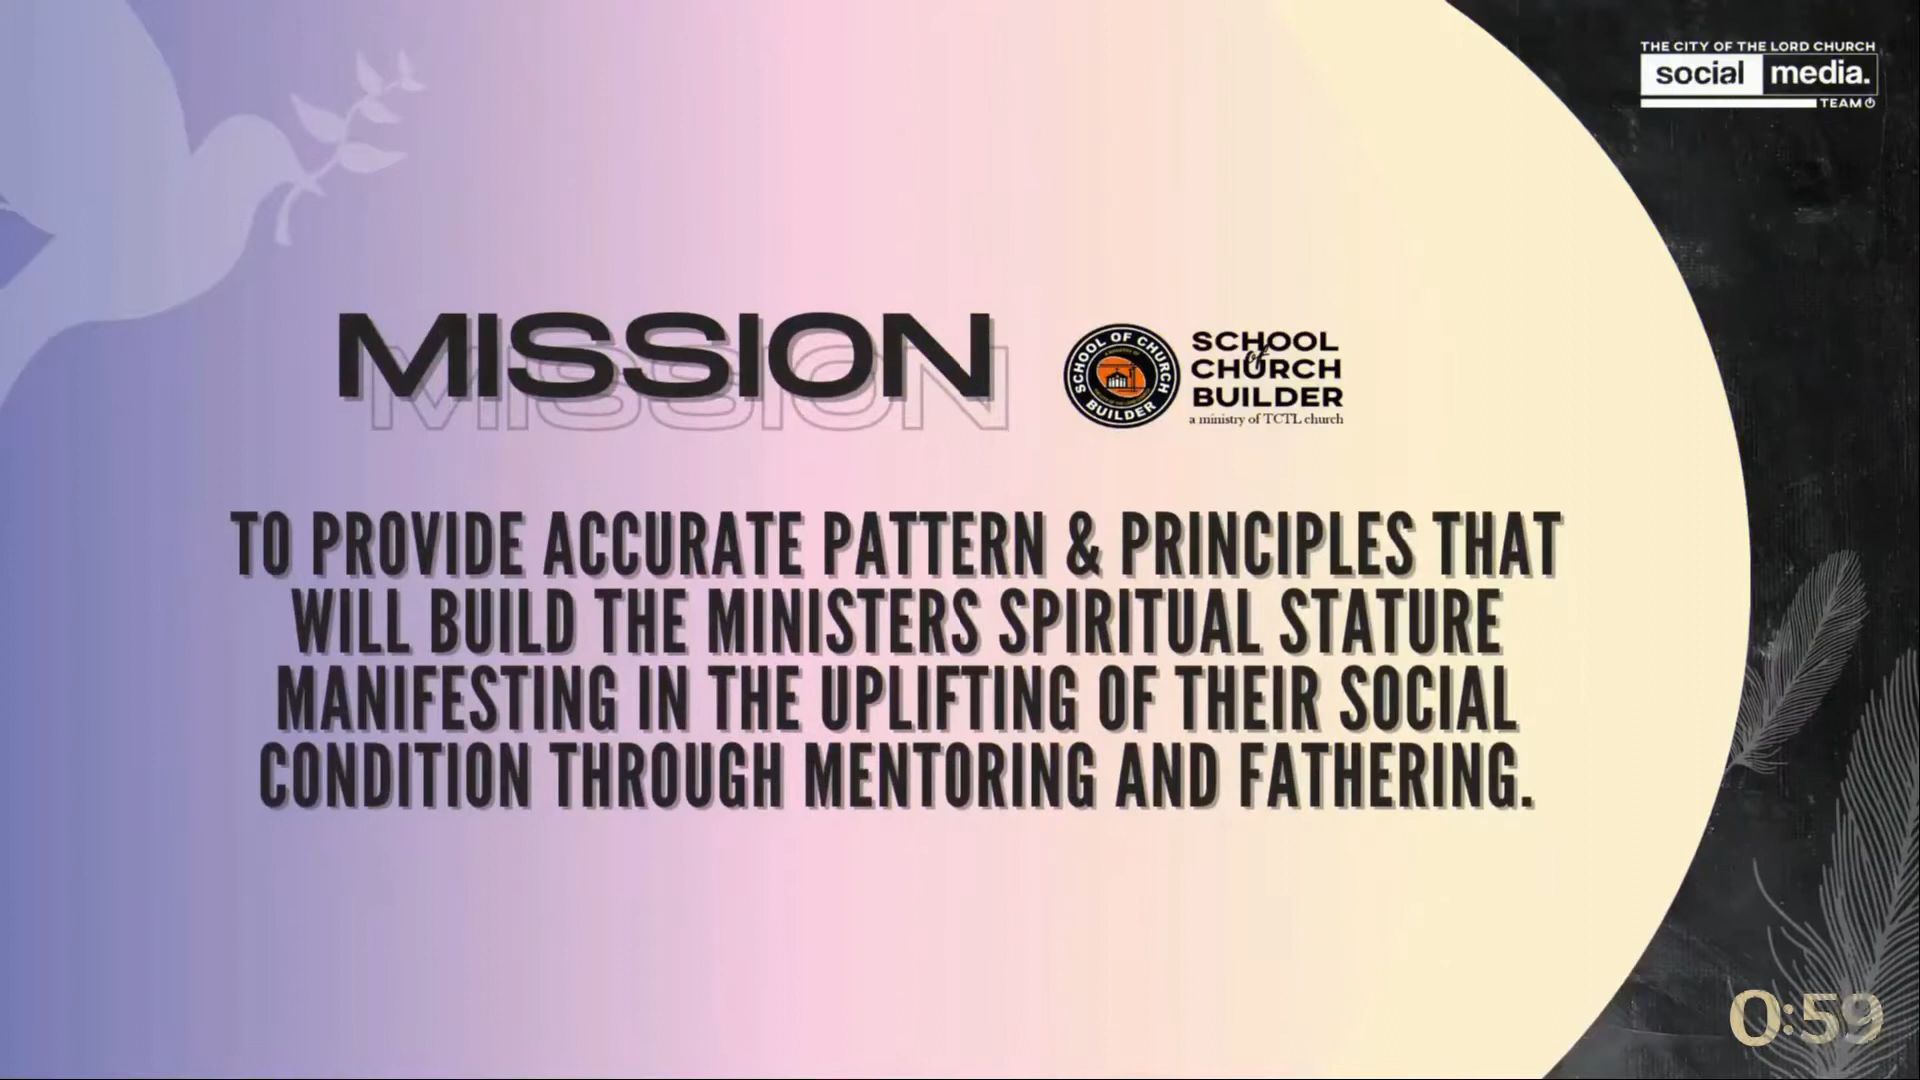 THE CITY OF THE LORD CHURCH
social media.
TEAM
MISSION
MISSION
SCHOOL OF CHURCH
BUILDER
SCHOOL
of
CHURCH
BUILDER
a ministry of TCTL church
TO PROVIDE ACCURATE PATTERN & PRINCIPLES THAT
WILL BUILD THE MINISTERS SPIRITUAL STATURE
MANIFESTING IN THE UPLIFTING OF THEIR SOCIAL
CONDITION THROUGH MENTORING AND FATHERING.
0:59